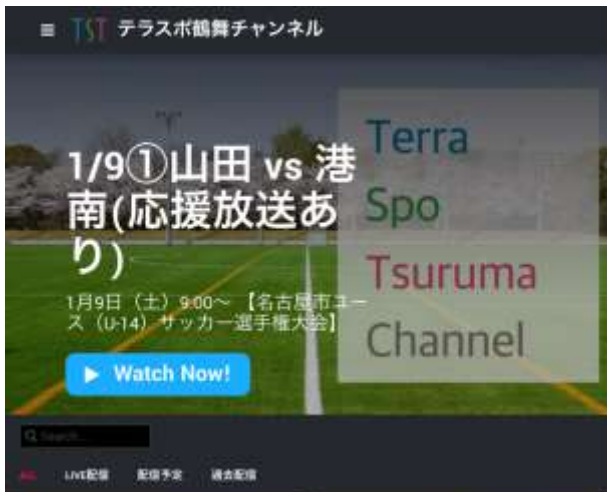 TST テラスポ鶴舞チャンネル
1/9①山田 vs 港
南(応援放送あ
り)
1月9日（土）9:00～ 【名古屋市ユー
ス（U-14）サッカー選手権大会】
Watch Now!
Terra
Spo
Tsuruma
Channel
Search...
ALL LIVE配信 配信予定 過去配信